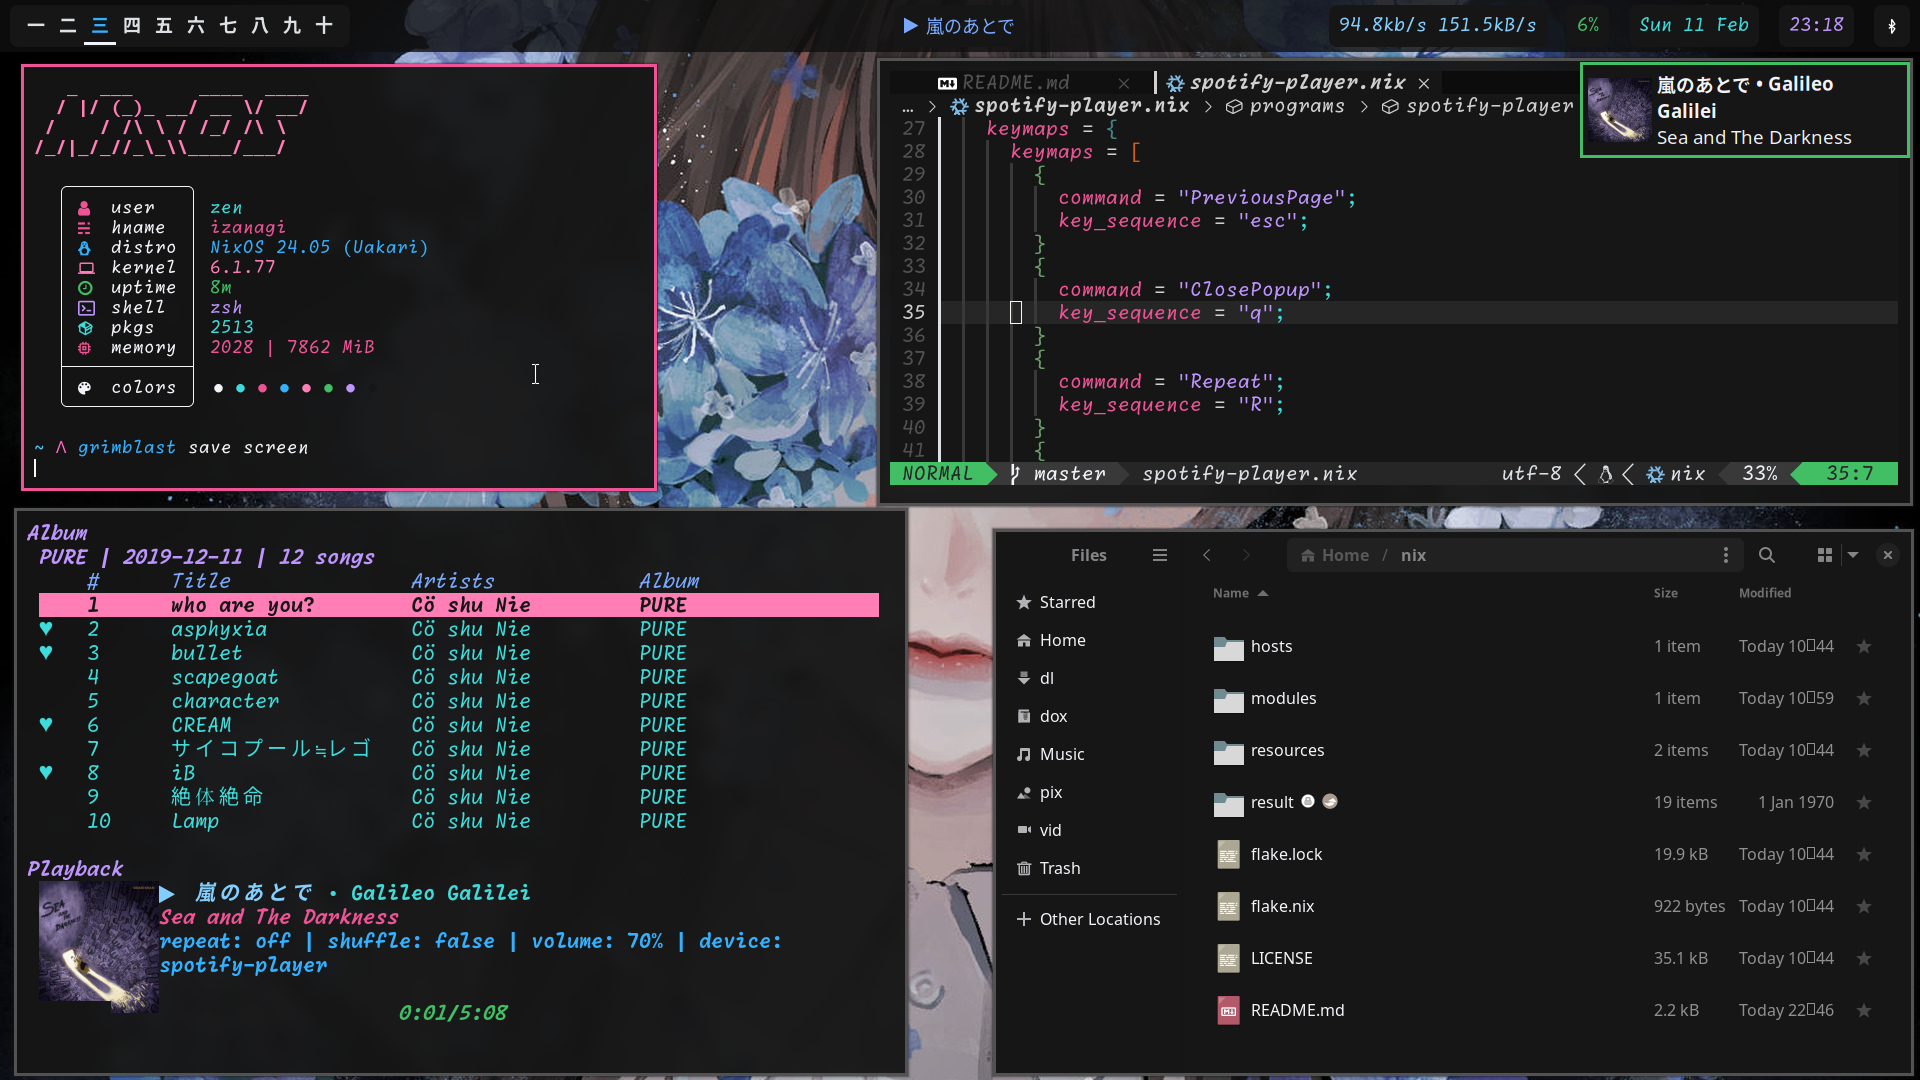 一 二 三 四 五 六 七 八 九 十
▶ 嵐のあとで
94.8kb/s 151.5kB/s
6%
Sun 11 Feb
23:18
user zen
hname izanagi
distro NixOS 24.05 (Uakari)
kernel 6.1.77
uptime 8m
shell zsh
pkgs 2513
memory 2028 | 7862 MiB
colors
~ Λ grimblast save screen
README.md × spotify-player.nix ×
… > spotify-player.nix > programs > spotify-player
27 keymaps = {
28 keymaps = [
29 {
30 command = "PreviousPage";
31 key_sequence = "esc";
32 }
33 {
34 command = "ClosePopup";
35 key_sequence = "q";
36 }
37 {
38 command = "Repeat";
39 key_sequence = "R";
40 }
41 {
NORMAL master spotify-player.nix utf-8 < < nix 33% 35:7
嵐のあとで • Galileo
Galilei
Sea and The Darkness
Album
PURE | 2019-12-11 | 12 songs
# Title Artists Album
1 who are you? Cö shu Nie PURE
♥ 2 asphyxia Cö shu Nie PURE
♥ 3 bullet Cö shu Nie PURE
4 scapegoat Cö shu Nie PURE
5 character Cö shu Nie PURE
♥ 6 CREAM Cö shu Nie PURE
7 サイコプール≒レゴ Cö shu Nie PURE
♥ 8 iB Cö shu Nie PURE
9 絶体絶命 Cö shu Nie PURE
10 Lamp Cö shu Nie PURE
Playback
▶ 嵐のあとで • Galileo Galilei
Sea and The Darkness
repeat: off | shuffle: false | volume: 70% | device:
spotify-player
0:01/5:08
Files
Home / nix
Starred
Home
dl
dox
Music
pix
vid
Trash
+ Other Locations
Name Size Modified
hosts 1 item Today 10▯44
modules 1 item Today 10▯59
resources 2 items Today 10▯44
result 19 items 1 Jan 1970
flake.lock 19.9 kB Today 10▯44
flake.nix 922 bytes Today 10▯44
LICENSE 35.1 kB Today 10▯44
README.md 2.2 kB Today 22▯46